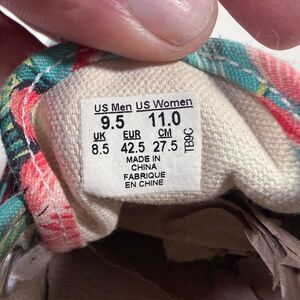 US Men US Women
9.5 11.0
UK EUR CM
8.5 42.5 27.5
MADE IN
CHINA
FABRIQUE
EN CHINE
TB9C